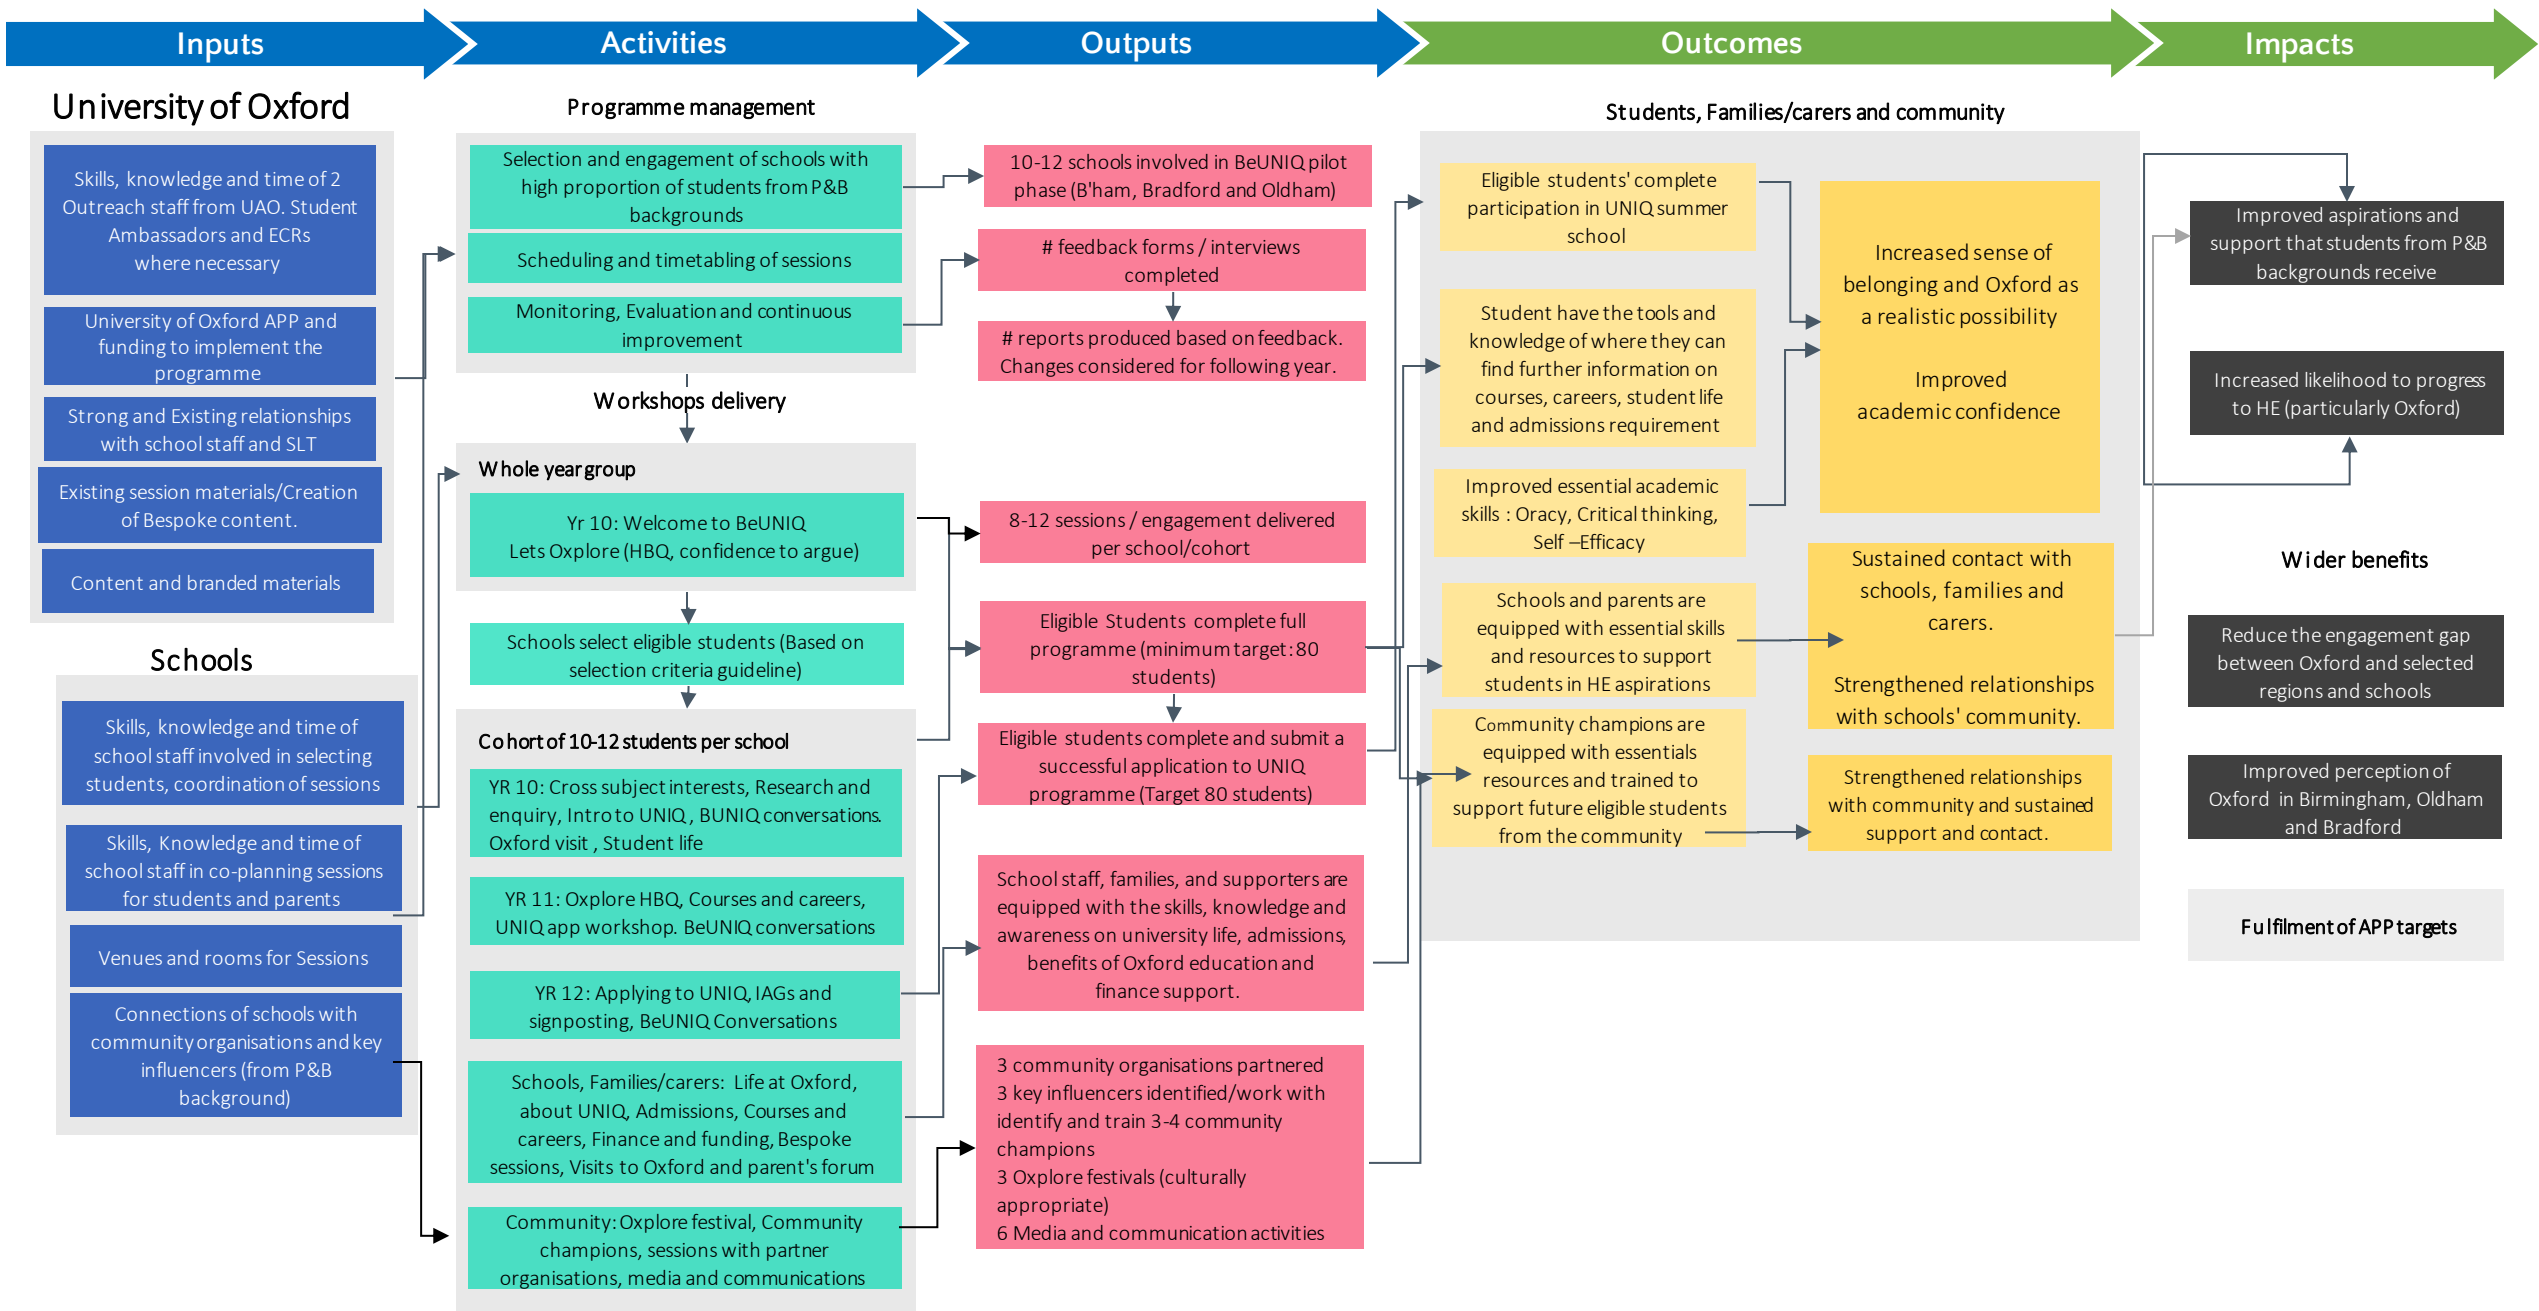 Inputs
Activities
Outputs
Outcomes
Impacts
University of Oxford
Skills, knowledge and time of 2
Outreach staff from UAO. Student
Ambassadors and ECRs
where necessary
University of Oxford APP and
funding to implement the
programme
Strong and Existing relationships
with school staff and SLT
Existing session materials/Creation
of Bespoke content.
Content and branded materials
Schools
Skills, knowledge and time of
school staff involved in selecting
students, coordination of sessions
Skills, Knowledge and time of
school staff in co-planning sessions
for students and parents
Venues and rooms for Sessions
Connections of schools with
community organisations and key
influencers (from P&B
background)
Programme management
Selection and engagement of schools with
high proportion of students from P&B
backgrounds
Scheduling and timetabling of sessions
Monitoring, Evaluation and continuous
improvement
Workshops delivery
Whole year group
Yr 10: Welcome to BeUNIQ
Lets Oxplore (HBQ, confidence to argue)
Schools select eligible students (Based on
selection criteria guideline)
Cohort of 10-12 students per school
YR 10: Cross subject interests, Research and
enquiry, Intro to UNIQ , BUNIQ conversations.
Oxford visit , Student life
YR 11: Oxplore HBQ, Courses and careers,
UNIQ app workshop. BeUNIQ conversations
YR 12: Applying to UNIQ, IAGs and
signposting, BeUNIQ Conversations
Schools, Families/carers: Life at Oxford,
about UNIQ, Admissions, Courses and
careers, Finance and funding, Bespoke
sessions, Visits to Oxford and parent's forum
Community: Oxplore festival, Community
champions, sessions with partner
organisations, media and communications
10-12 schools involved in BeUNIQ pilot
phase (B'ham, Bradford and Oldham)
# feedback forms / interviews
completed
# reports produced based on feedback.
Changes considered for following year.
8-12 sessions / engagement delivered
per school/cohort
Eligible Students complete full
programme (minimum target: 80
students)
Eligible students complete and submit a
successful application to UNIQ
programme (Target 80 students)
School staff, families, and supporters are
equipped with the skills, knowledge and
awareness on university life, admissions,
benefits of Oxford education and
finance support.
3 community organisations partnered
3 key influencers identified/work with
identify and train 3-4 community
champions
3 Oxplore festivals (culturally
appropriate)
6 Media and communication activities
Students, Families/carers and community
Eligible students' complete
participation in UNIQ summer
school
Student have the tools and
knowledge of where they can
find further information on
courses, careers, student life
and admissions requirement
Improved essential academic
skills : Oracy, Critical thinking,
Self –Efficacy
Schools and parents are
equipped with essential skills
and resources to support
students in HE aspirations
Community champions are
equipped with essentials
resources and trained to
support future eligible students
from the community
Increased sense of
belonging and Oxford as
a realistic possibility
Improved
academic confidence
Sustained contact with
schools, families and
carers.
Strengthened relationships
with schools' community.
Strengthened relationships
with community and sustained
support and contact.
Improved aspirations and
support that students from P&B
backgrounds receive
Increased likelihood to progress
to HE (particularly Oxford)
Wider benefits
Reduce the engagement gap
between Oxford and selected
regions and schools
Improved perception of
Oxford in Birmingham, Oldham
and Bradford
Fulfilment of APP targets